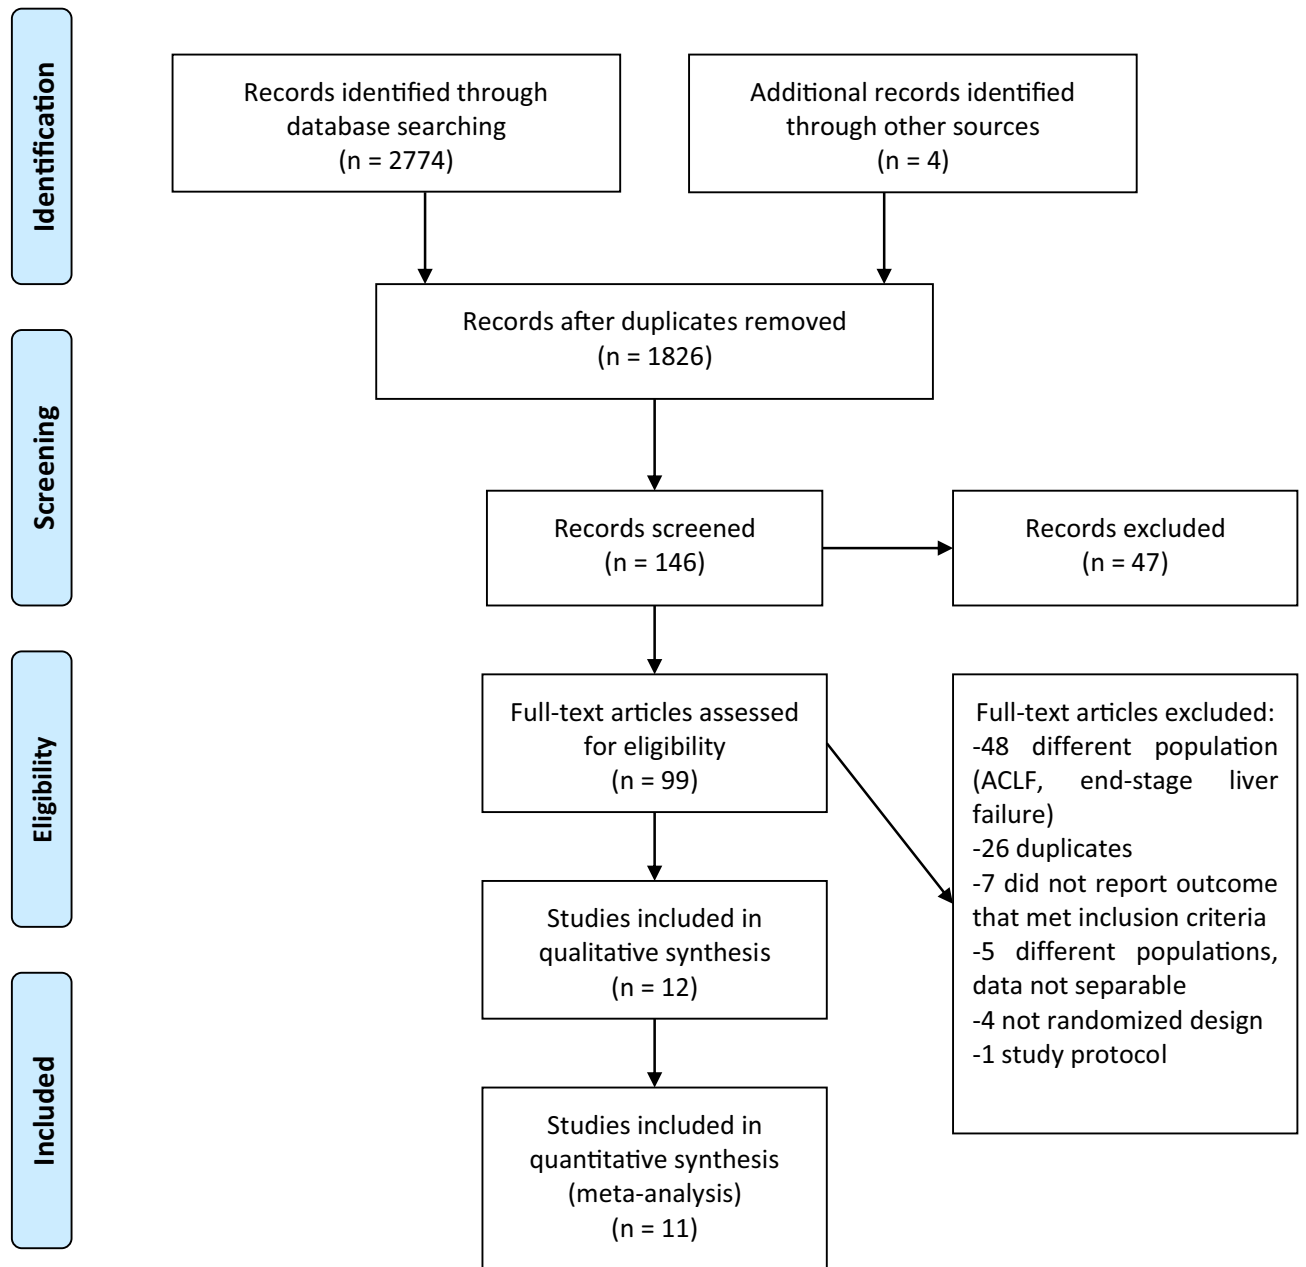 Identification
Records identified through
database searching
(n = 2774)
Additional records identified
through other sources
(n = 4)
Records after duplicates removed
(n = 1826)
Screening
Records screened
(n = 146)
Records excluded
(n = 47)
Eligibility
Full-text articles assessed
for eligibility
(n = 99)
Full-text articles excluded:
-48 different population
(ACLF, end-stage liver
failure)
-26 duplicates
-7 did not report outcome
that met inclusion criteria
-5 different populations,
data not separable
-4 not randomized design
-1 study protocol
Studies included in
qualitative synthesis
(n = 12)
Included
Studies included in
quantitative synthesis
(meta-analysis)
(n = 11)